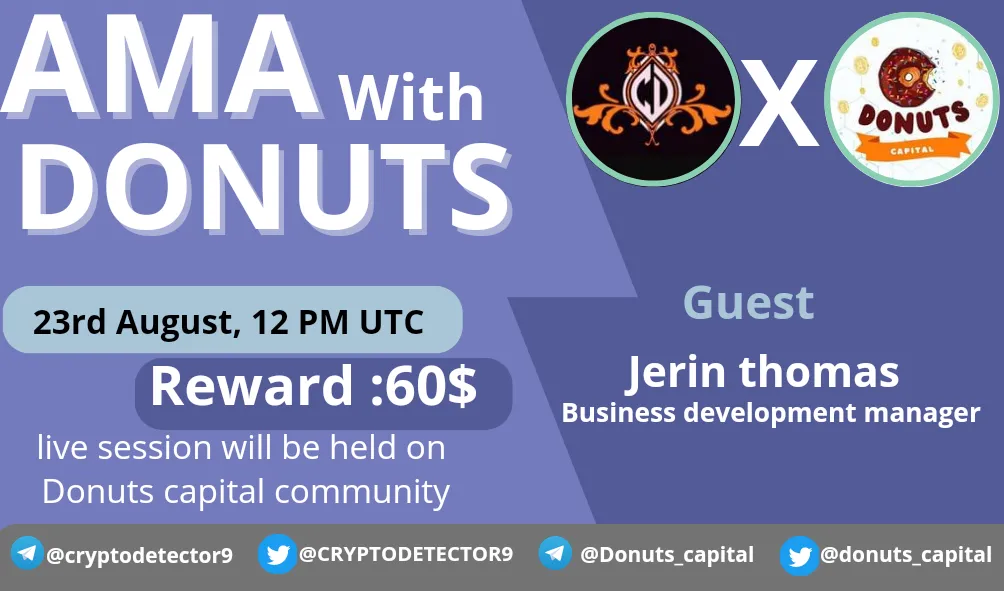 AMA With
DONUTS
CD
X
DONUTS
CAPITAL
23rd August, 12 PM UTC
Reward :60$
live session will be held on
Donuts capital community
Guest
Jerin thomas
Business development manager
@cryptodetector9
@CRYPTODETECTOR9
@Donuts_capital
@donuts_capital